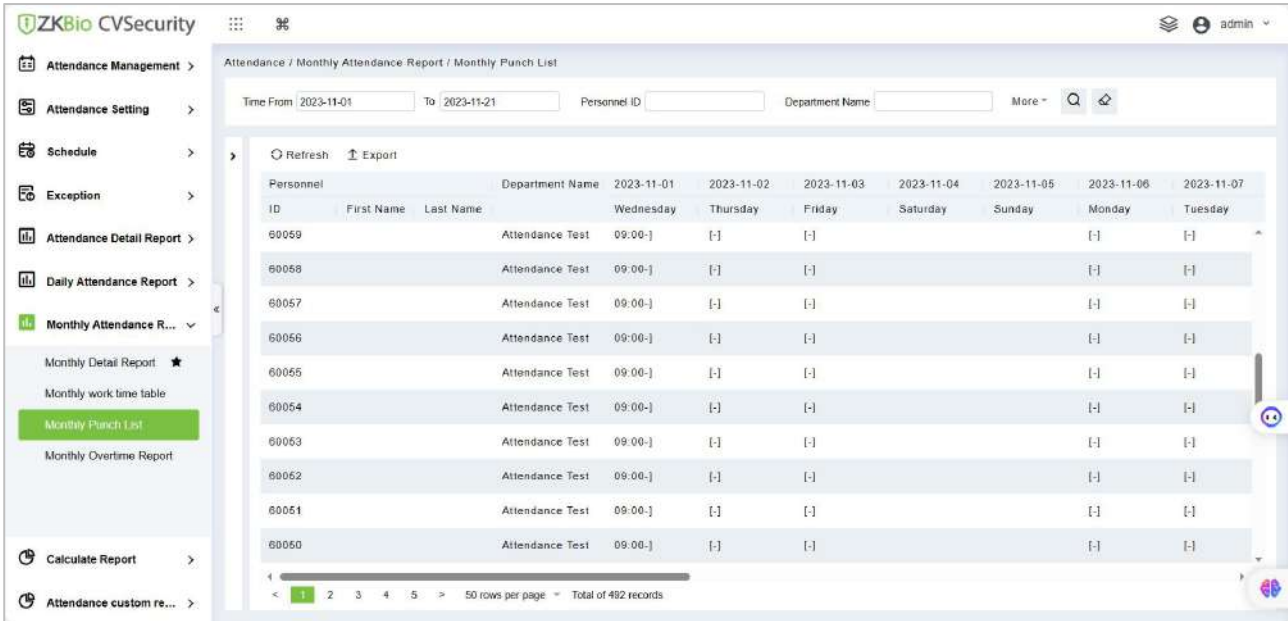 ZKBio CVSecurity
admin
Attendance Management
Attendance Setting
Schedule
Exception
Attendance Detail Report
Daily Attendance Report
Monthly Attendance R...
Monthly Detail Report
Monthly work time table
Monthly Punch List
Monthly Overtime Report
Calculate Report
Attendance custom re...
Attendance / Monthly Attendance Report / Monthly Punch List
Time From 2023-11-01 To 2023-11-21 Personnel ID Department Name More
Refresh Export
Personnel Department Name 2023-11-01 2023-11-02 2023-11-03 2023-11-04 2023-11-05 2023-11-06 2023-11-07
ID First Name Last Name Wednesday Thursday Friday Saturday Sunday Monday Tuesday
60059 Attendance Test 09:00-] [-] [-] [-] [-]
60058 Attendance Test 09:00-] [-] [-] [-] [-]
60057 Attendance Test 09:00-] [-] [-] [-] [-]
60056 Attendance Test 09:00-] [-] [-] [-] [-]
60055 Attendance Test 09:00-] [-] [-] [-] [-]
60054 Attendance Test 09:00-] [-] [-] [-] [-]
60053 Attendance Test 09:00-] [-] [-] [-] [-]
60052 Attendance Test 09:00-] [-] [-] [-] [-]
60051 Attendance Test 09:00-] [-] [-] [-] [-]
60050 Attendance Test 09:00-] [-] [-] [-] [-]
< 1 2 3 4 5 > 50 rows per page Total of 492 records